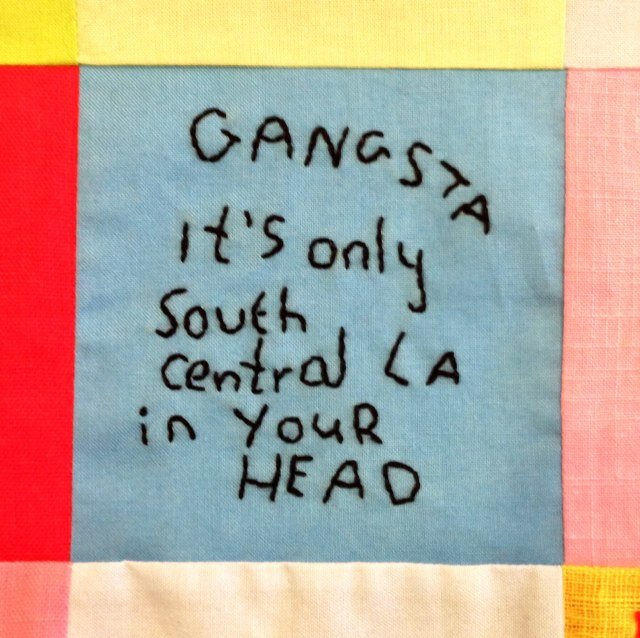 GANGSTA
it's only
South
central LA
in YouR
HEAD